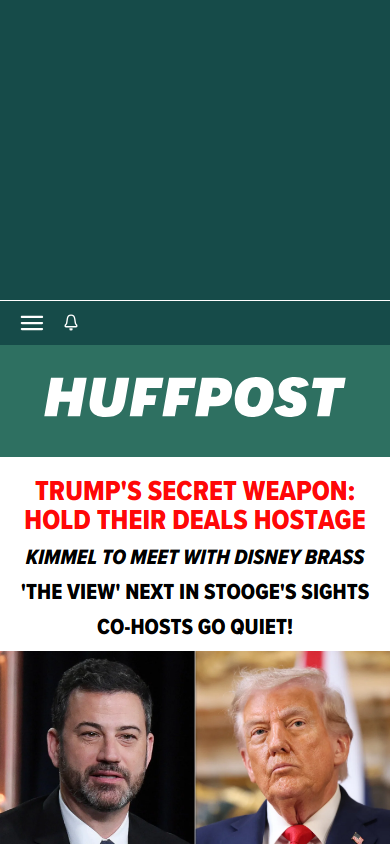 HUFFPOST
TRUMP'S SECRET WEAPON:
HOLD THEIR DEALS HOSTAGE
KIMMEL TO MEET WITH DISNEY BRASS
'THE VIEW' NEXT IN STOOGE'S SIGHTS
CO-HOSTS GO QUIET!